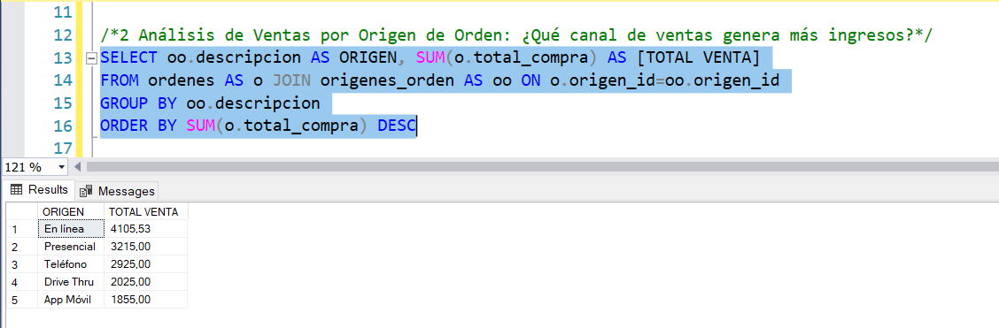 11
12 /*2 Análisis de Ventas por Origen de Orden: ¿Qué canal de ventas genera más ingresos?*/
13 SELECT oo.descripcion AS ORIGEN, SUM(o.total_compra) AS [TOTAL VENTA]
14 FROM ordenes AS o JOIN origenes_orden AS oo ON o.origen_id=oo.origen_id
15 GROUP BY oo.descripcion
16 ORDER BY SUM(o.total_compra) DESC
17
121 %
Results Messages
ORIGEN TOTAL VENTA
1 En línea 4105,53
2 Presencial 3215,00
3 Teléfono 2925,00
4 Drive Thru 2025,00
5 App Móvil 1855,00